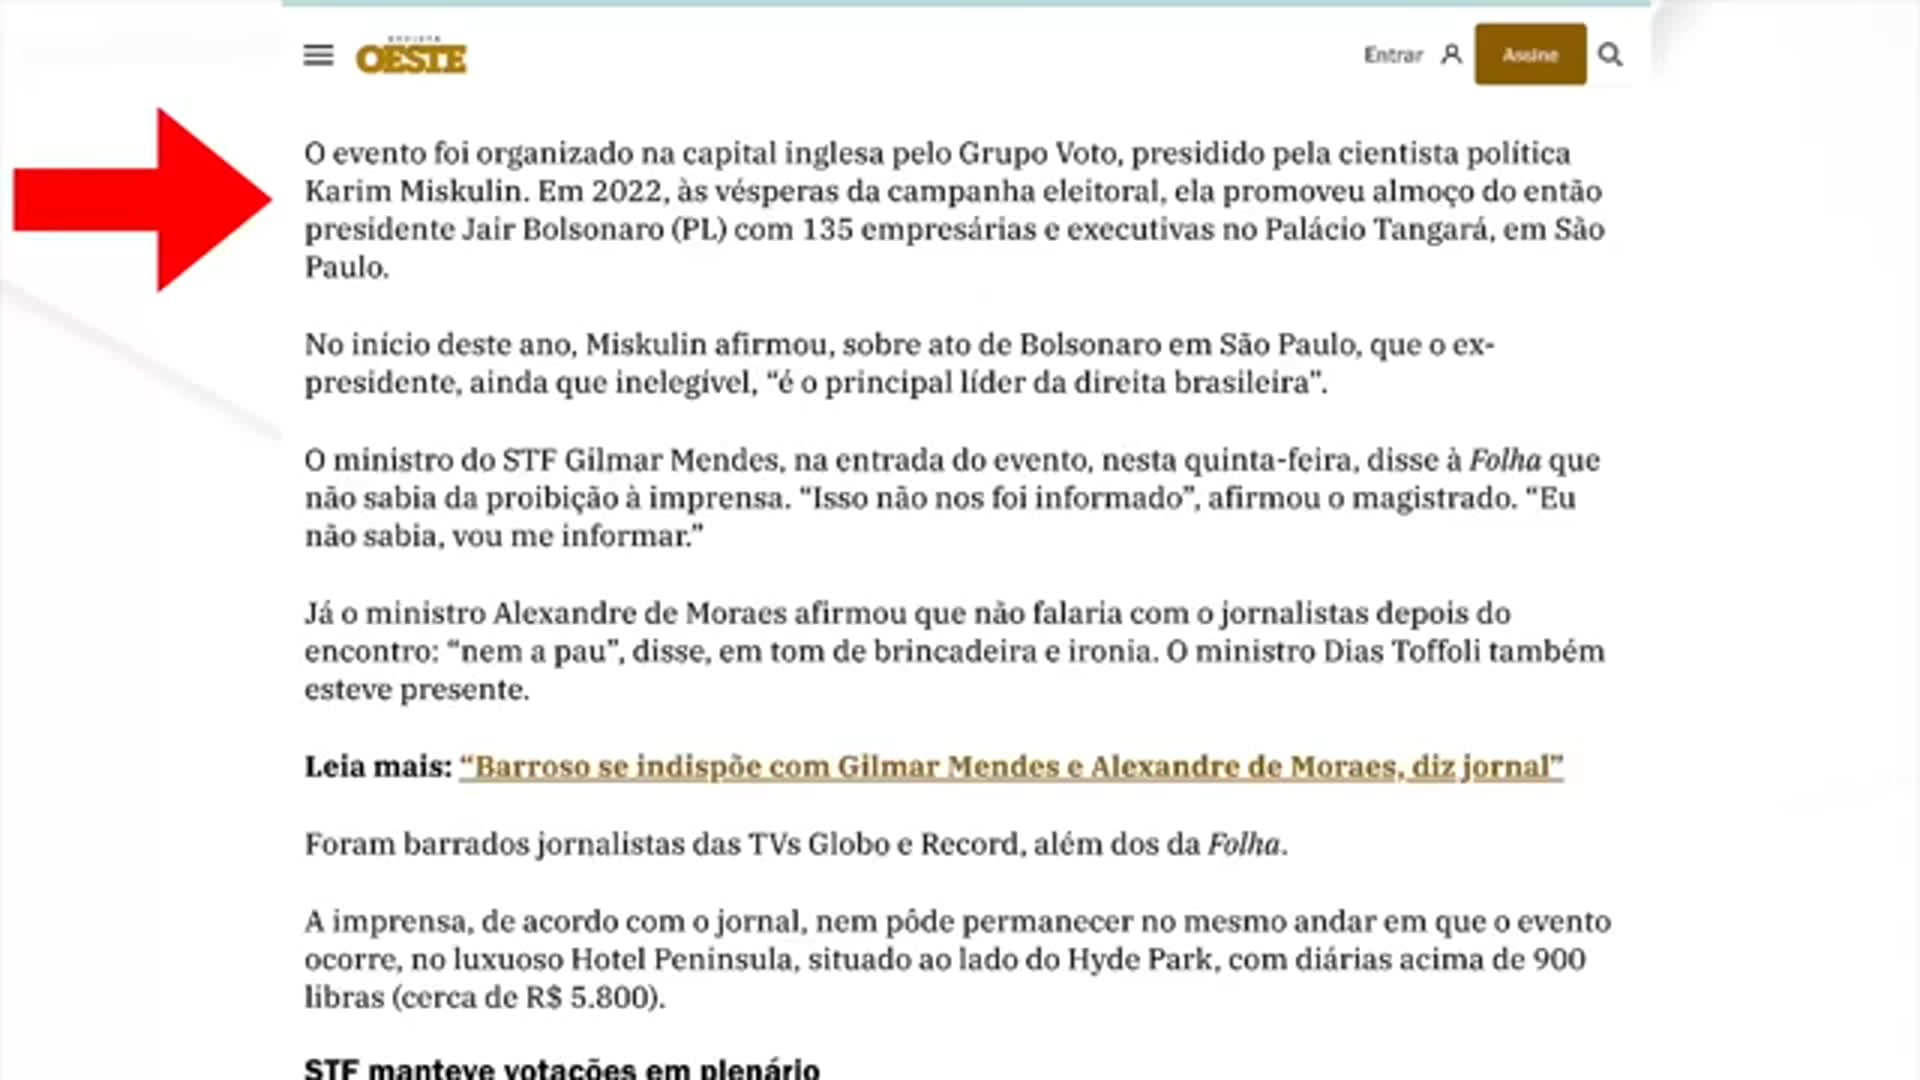 REVISTA
OESTE
Entrar
Assine
O evento foi organizado na capital inglesa pelo Grupo Voto, presidido pela cientista política
Karim Miskulin. Em 2022, às vésperas da campanha eleitoral, ela promoveu almoço do então
presidente Jair Bolsonaro (PL) com 135 empresárias e executivas no Palácio Tangará, em São
Paulo.
No início deste ano, Miskulin afirmou, sobre ato de Bolsonaro em São Paulo, que o ex-
presidente, ainda que inelegível, “é o principal líder da direita brasileira”.
O ministro do STF Gilmar Mendes, na entrada do evento, nesta quinta-feira, disse à Folha que
não sabia da proibição à imprensa. “Isso não nos foi informado”, afirmou o magistrado. “Eu
não sabia, vou me informar.”
Já o ministro Alexandre de Moraes afirmou que não falaria com o jornalistas depois do
encontro: “nem a pau”, disse, em tom de brincadeira e ironia. O ministro Dias Toffoli também
esteve presente.
Leia mais: “Barroso se indispõe com Gilmar Mendes e Alexandre de Moraes, diz jornal”
Foram barrados jornalistas das TVs Globo e Record, além dos da Folha.
A imprensa, de acordo com o jornal, nem pôde permanecer no mesmo andar em que o evento
ocorre, no luxuoso Hotel Peninsula, situado ao lado do Hyde Park, com diárias acima de 900
libras (cerca de R$ 5.800).
STF manteve votações em plenário